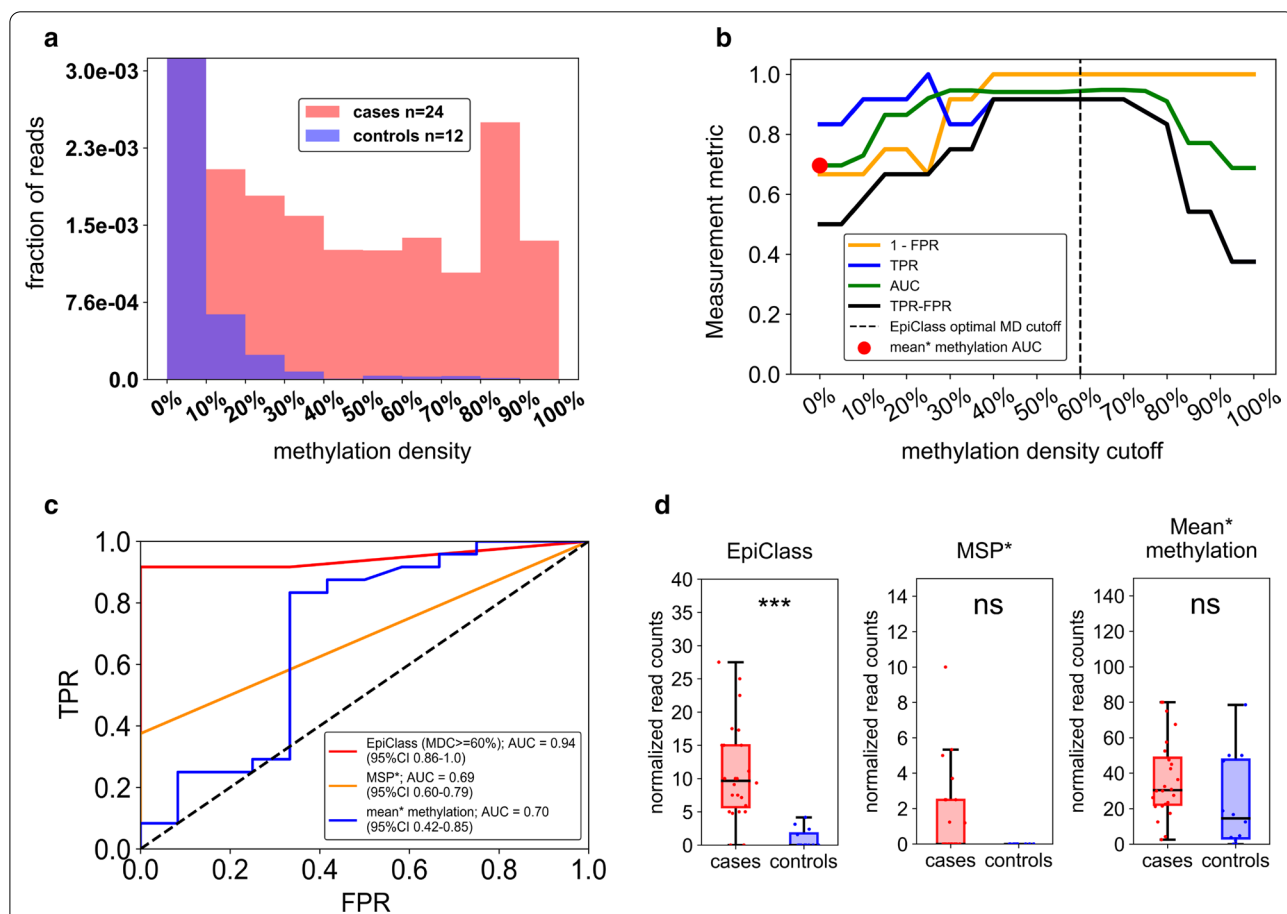 a
3.0e-03
2.3e-03
1.5e-03
7.6e-04
0.0
fraction of reads
cases n=24
controls n=12
0%
10%
20%
30%
40%
50%
60%
70%
80%
90%
100%
methylation density
b
1.0
0.8
0.6
0.4
0.2
0.0
Measurement metric
1 - FPR
TPR
AUC
TPR-FPR
EpiClass optimal MD cutoff
mean* methylation AUC
0%
10%
20%
30%
40%
50%
60%
70%
80%
90%
100%
methylation density cutoff
c
1.0
0.8
0.6
0.4
0.2
0.0
TPR
EpiClass (MDC>=60%); AUC = 0.94
(95%CI 0.86-1.0)
MSP*; AUC = 0.69
(95%CI 0.60-0.79)
mean* methylation; AUC = 0.70
(95%CI 0.42-0.85)
0.0
0.2
0.4
0.6
0.8
1.0
FPR
d
EpiClass
40
35
30
25
20
15
10
5
0
normalized read counts
***
cases
controls
MSP*
14
12
10
8
6
4
2
0
normalized read counts
ns
cases
controls
Mean*
methylation
140
120
100
80
60
40
20
0
normalized read counts
ns
cases
controls